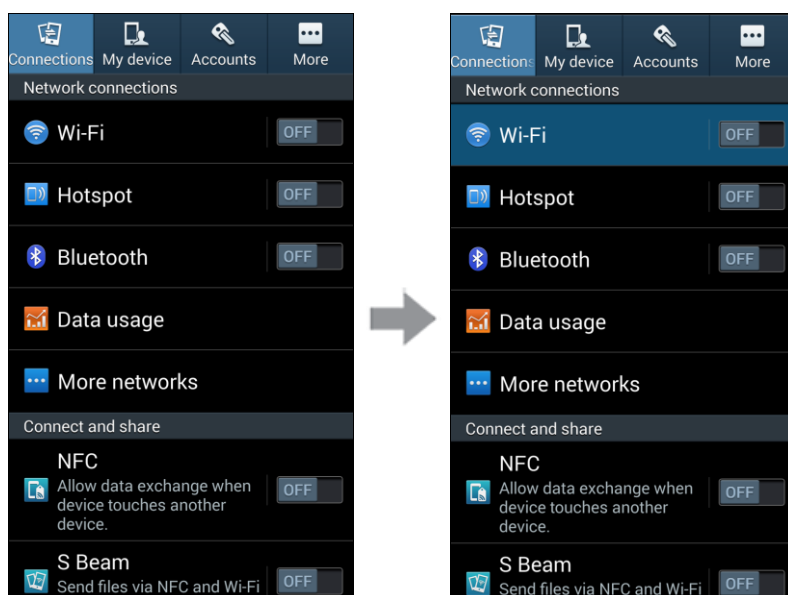 Connections My device Accounts More
Network connections
Wi-Fi OFF
Hotspot OFF
Bluetooth OFF
Data usage
More networks
Connect and share
NFC
Allow data exchange when
device touches another
device.
OFF
S Beam
Send files via NFC and Wi-Fi
OFF
Connections My device Accounts More
Network connections
Wi-Fi OFF
Hotspot OFF
Bluetooth OFF
Data usage
More networks
Connect and share
NFC
Allow data exchange when
device touches another
device.
OFF
S Beam
Send files via NFC and Wi-Fi
OFF